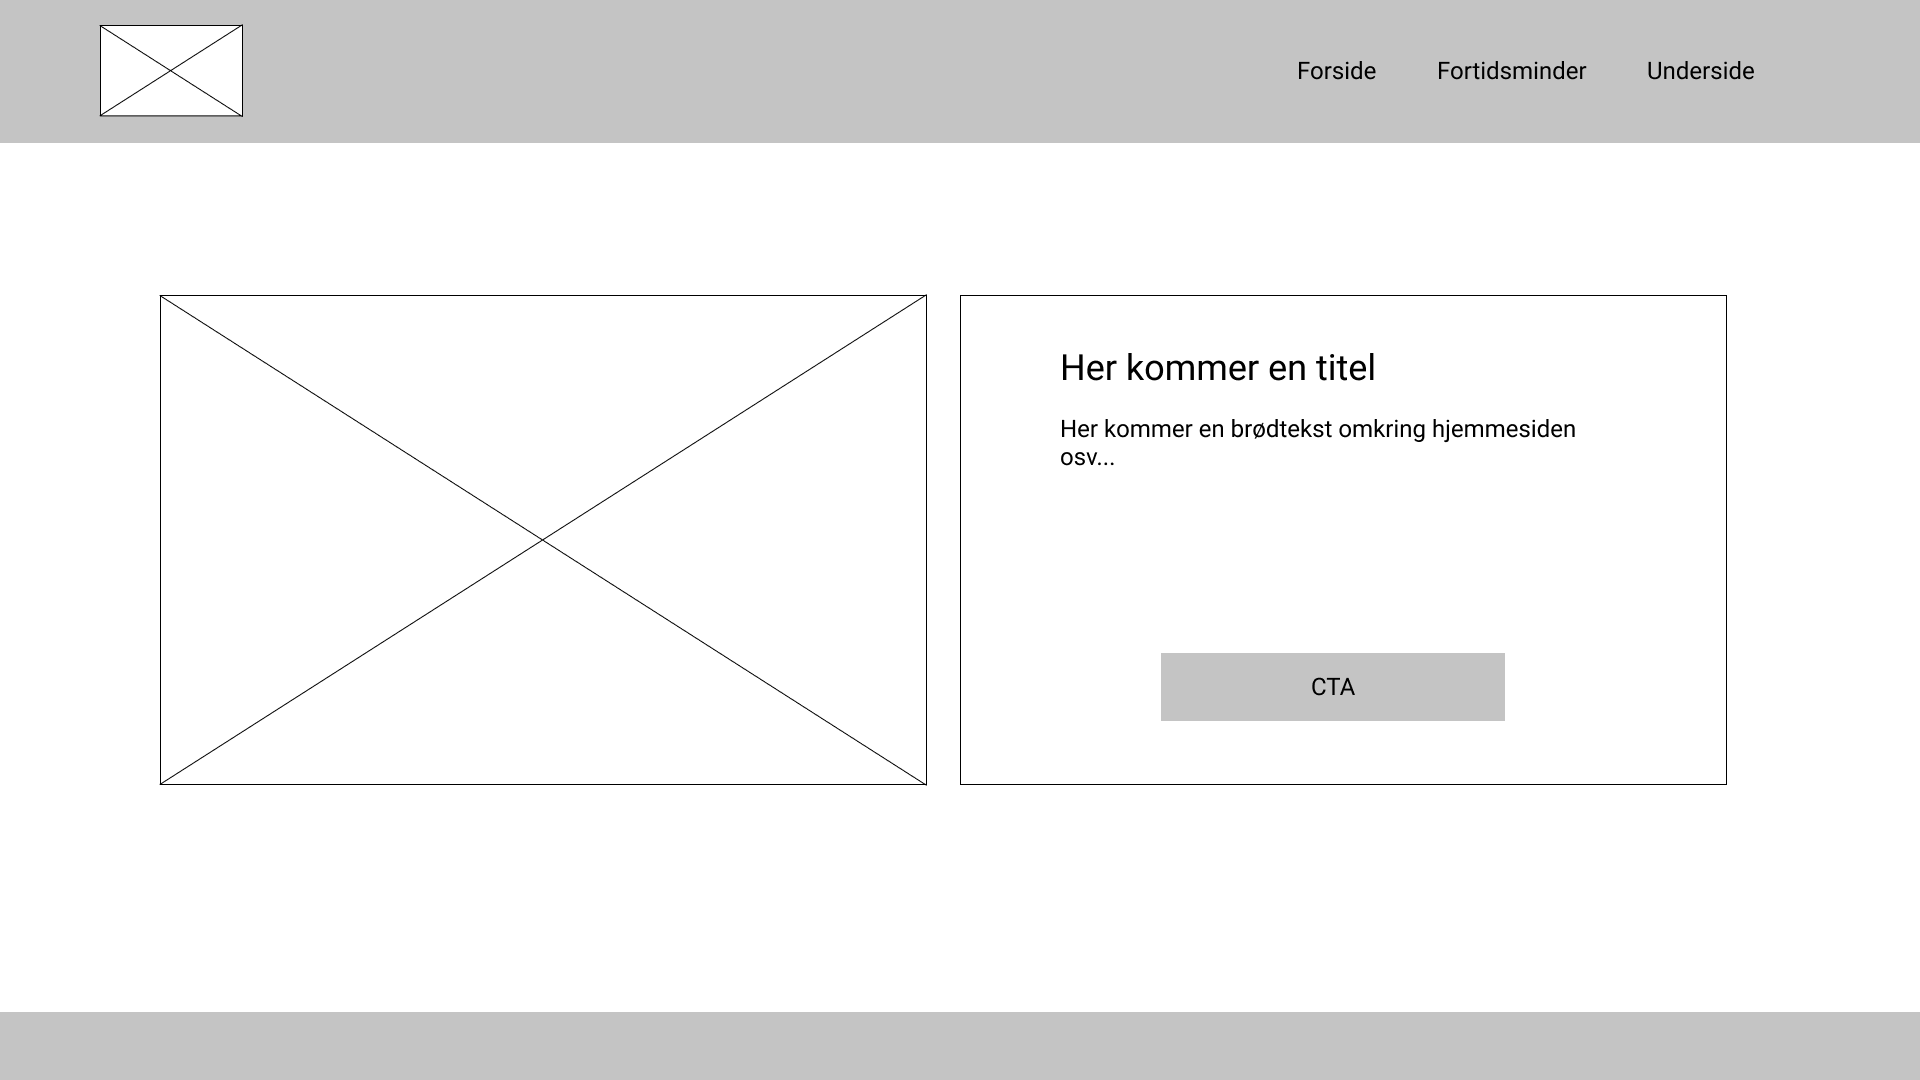 Forside Fortidsminder Underside
Her kommer en titel
Her kommer en brødtekst omkring hjemmesiden
osv...
CTA